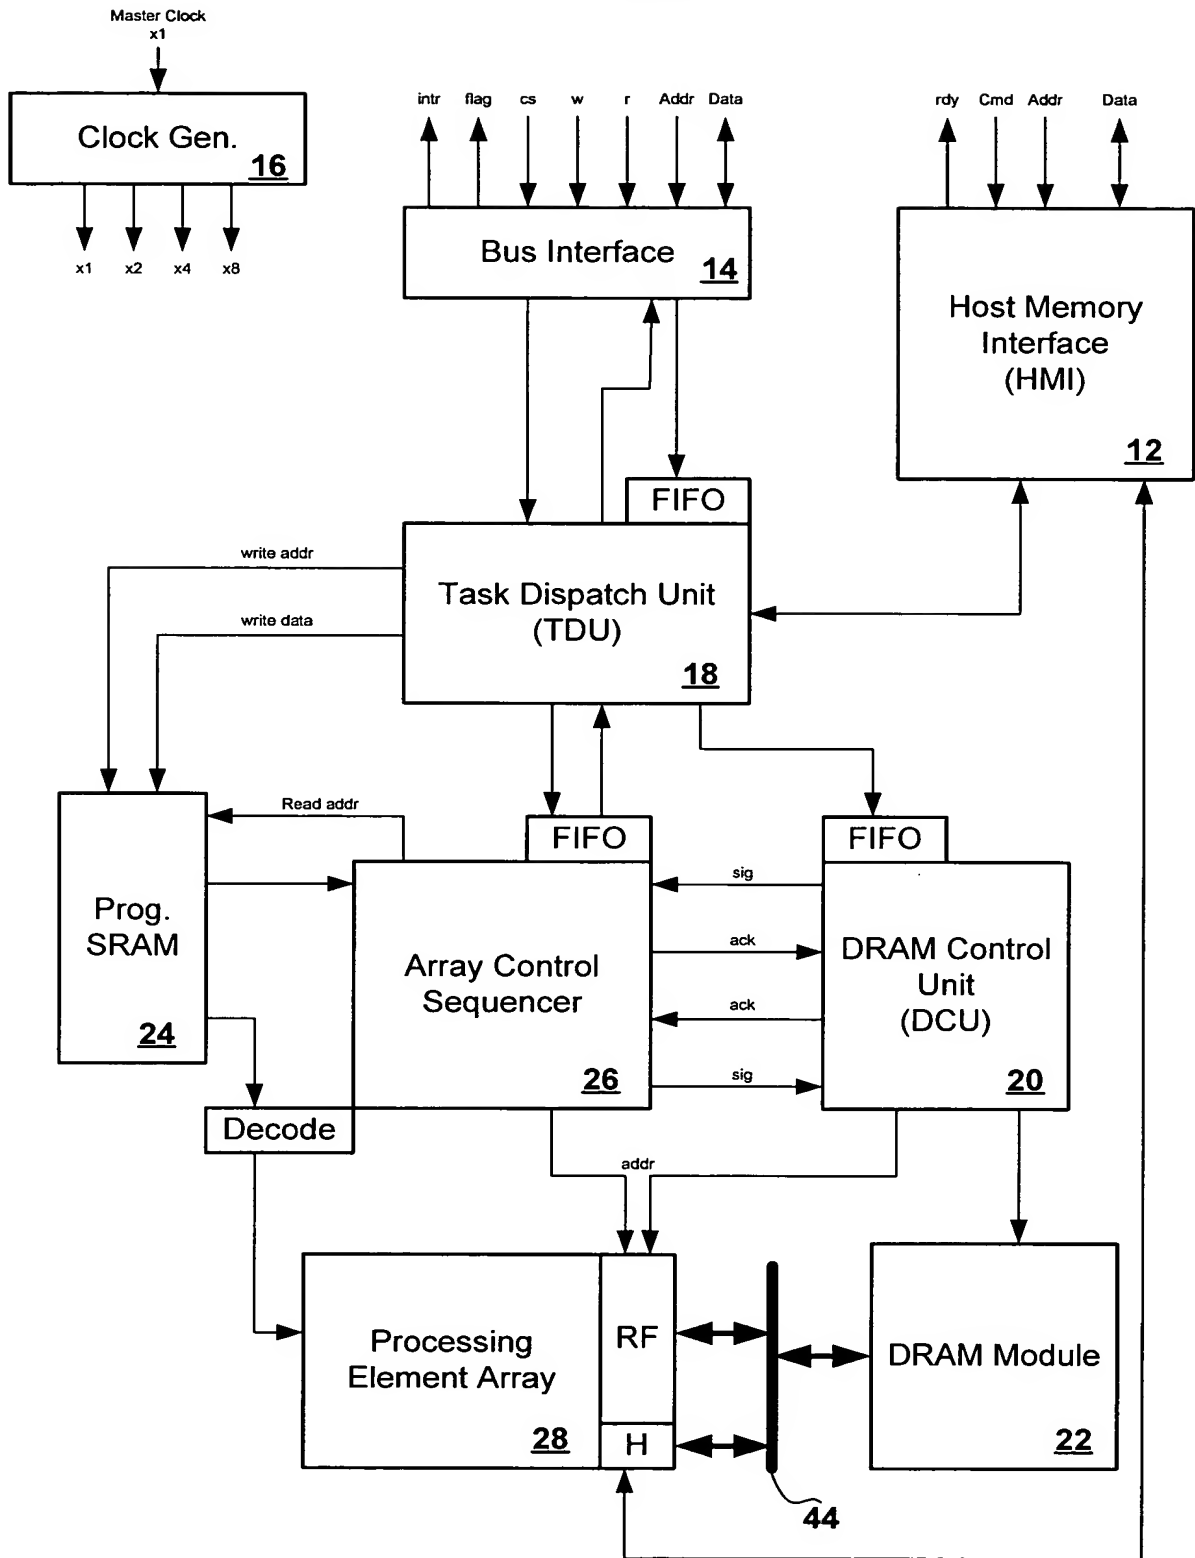 Master Clock
x1
Clock Gen.
16
x1 x2 x4 x8
intr flag cs w r Addr Data
Bus Interface
14
rdy Cmd Addr Data
Host Memory
Interface
(HMI)
12
FIFO
Task Dispatch Unit
(TDU)
18
write addr
write data
Prog.
SRAM
24
Read addr
FIFO
Array Control
Sequencer
26
sig
ack
ack
sig
FIFO
DRAM Control
Unit
(DCU)
20
Decode
addr
Processing
Element Array
28
RF
H
44
DRAM Module
22